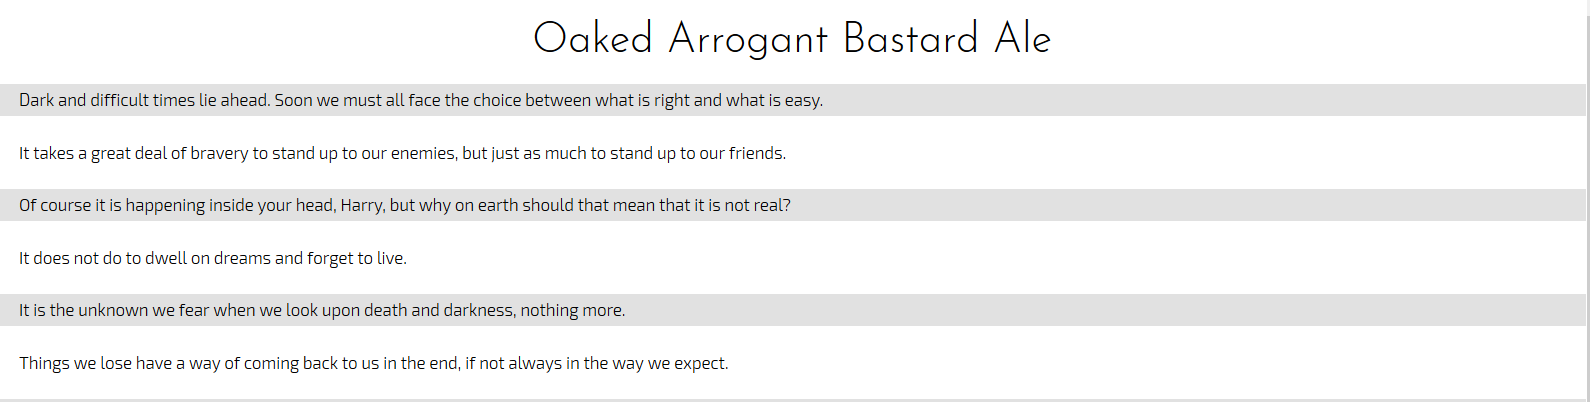 Oaked Arrogant Bastard Ale
Dark and difficult times lie ahead. Soon we must all face the choice between what is right and what is easy.
It takes a great deal of bravery to stand up to our enemies, but just as much to stand up to our friends.
Of course it is happening inside your head, Harry, but why on earth should that mean that it is not real?
It does not do to dwell on dreams and forget to live.
It is the unknown we fear when we look upon death and darkness, nothing more.
Things we lose have a way of coming back to us in the end, if not always in the way we expect.